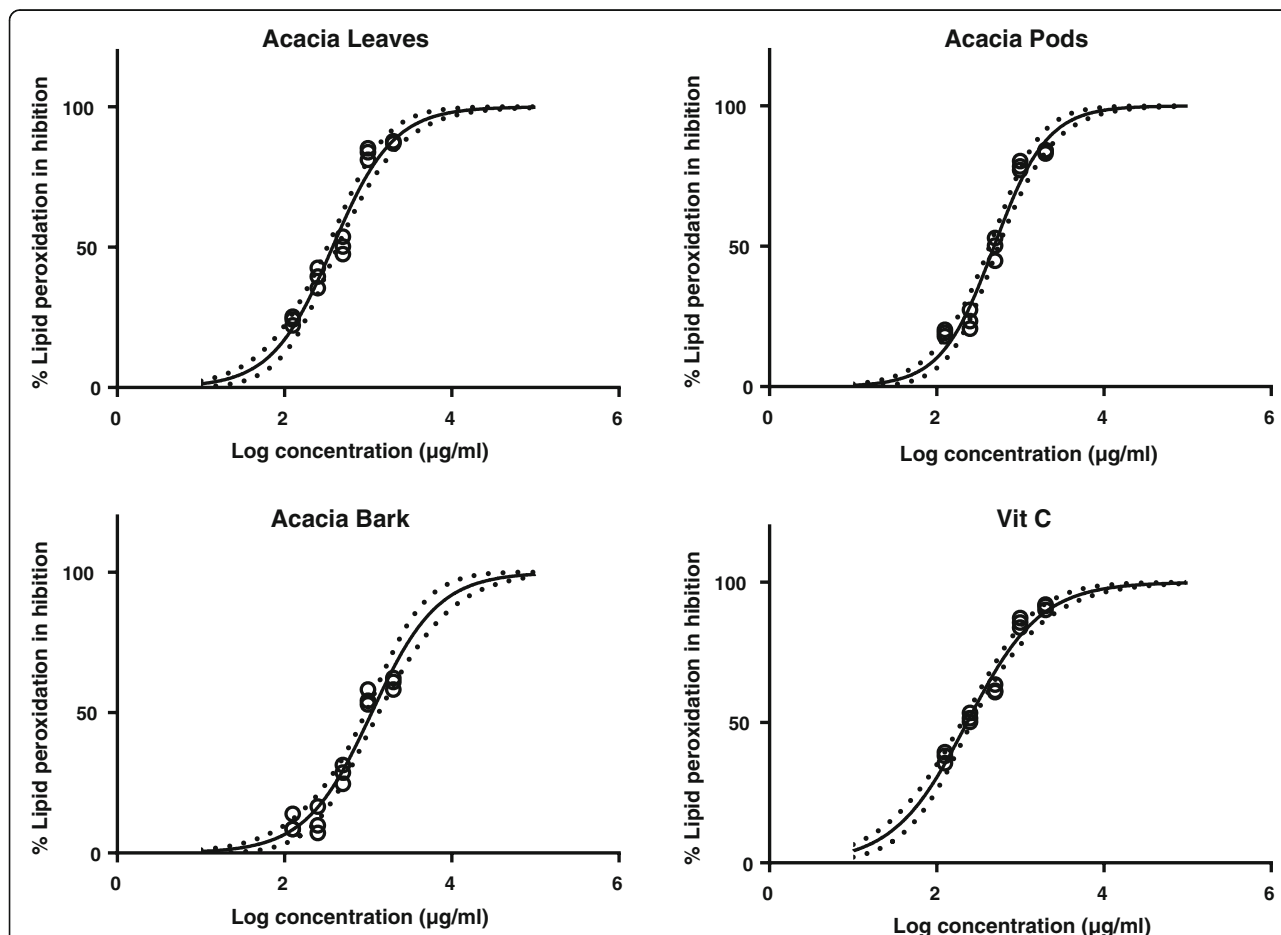 Acacia Leaves
% Lipid peroxidation in hibition
100
50
0
0 2 4 6
Log concentration (µg/ml)
Acacia Pods
% Lipid peroxidation in hibition
100
50
0
0 2 4 6
Log concentration (µg/ml)
Acacia Bark
% Lipid peroxidation in hibition
100
50
0
0 2 4 6
Log concentration (µg/ml)
Vit C
% Lipid peroxidation in hibition
100
50
0
0 2 4 6
Log concentration (µg/ml)